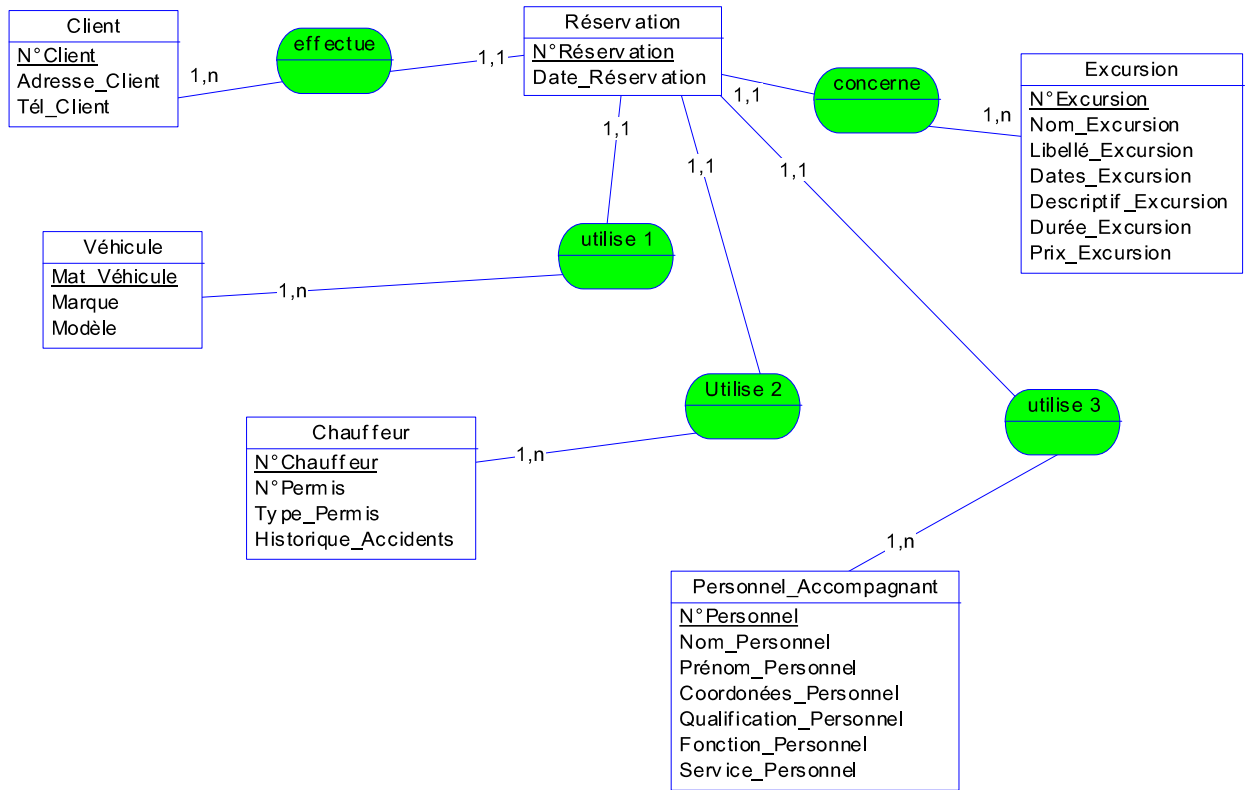 Client
N°Client
Adresse_Client
Tél_Client
1,n
effectue
1,1
Réservation
N°Réservation
Date_Réservation
1,1
concerne
1,n
Excursion
N°Excursion
Nom_Excursion
Libellé_Excursion
Dates_Excursion
Descriptif_Excursion
Durée_Excursion
Prix_Excursion
1,1
1,1
1,1
Véhicule
Mat_Véhicule
Marque
Modèle
1,n
utilise 1
Utilise 2
utilise 3
Chauffeur
N°Chauffeur
N°Permis
Type_Permis
Historique_Accidents
1,n
1,n
Personnel_Accompagnant
N°Personnel
Nom_Personnel
Prénom_Personnel
Coordonées_Personnel
Qualification_Personnel
Fonction_Personnel
Service_Personnel